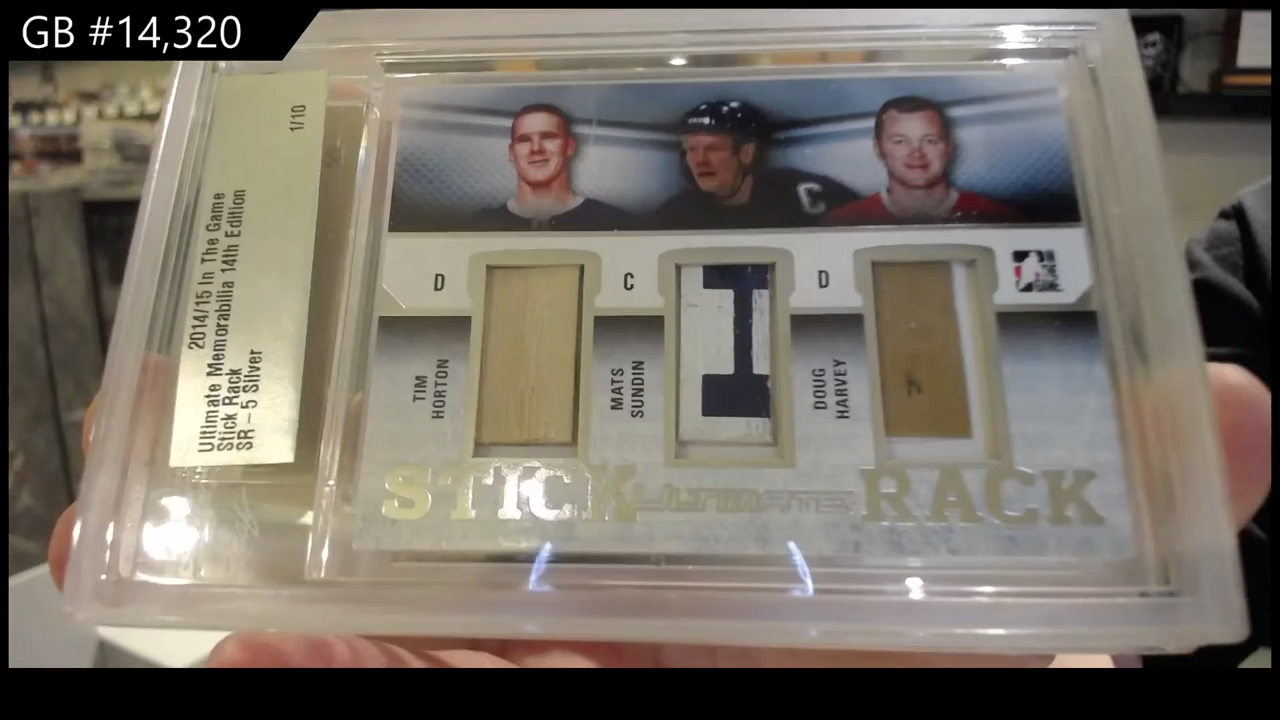 GB #14,320
1/10
2014/15 In The Game
Ultimate Memorabilia 14th Edition
Stick Rack
SR - 5 Silver
C
D
C
D
TIM
HORTON
MATS
SUNDIN
DOUG
HARVEY
I
STICK ULTIMATE RACK